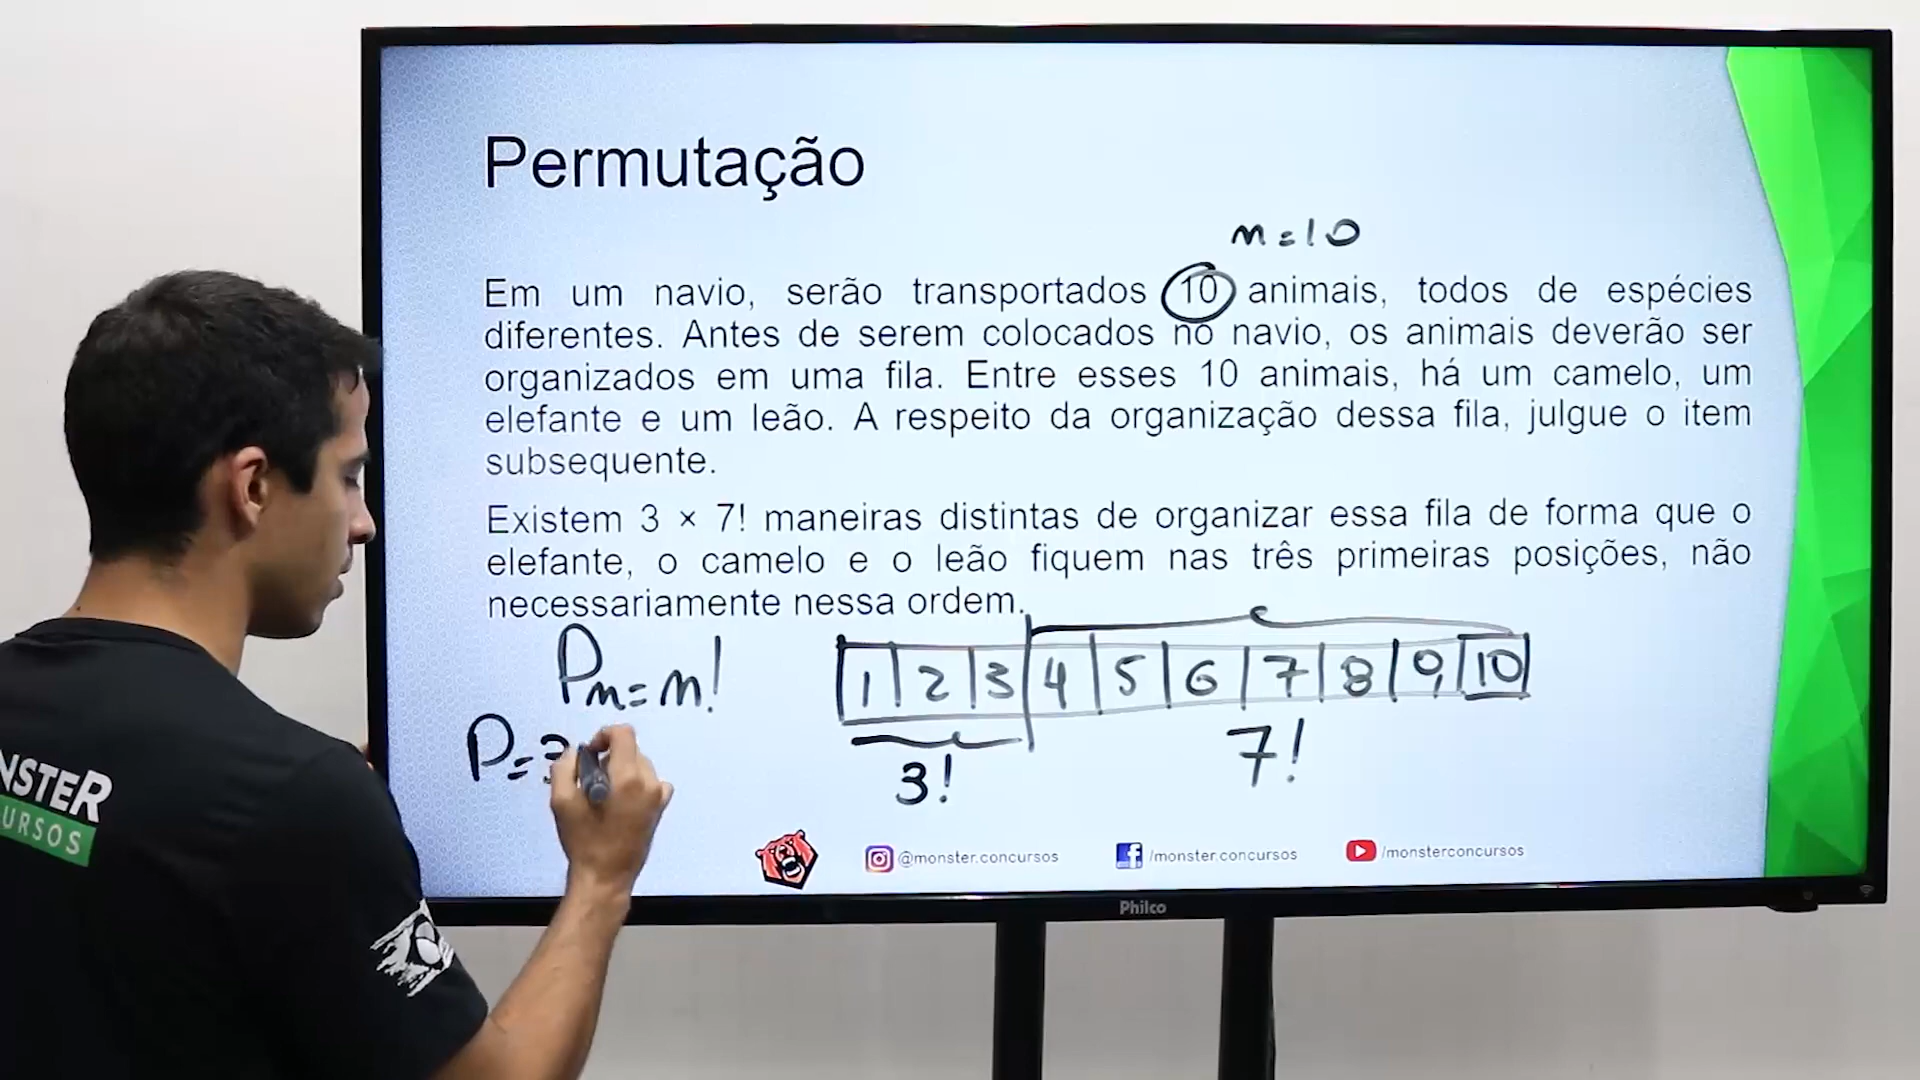 Permutação
n=10
Em um navio, serão transportados 10 animais, todos de espécies
diferentes. Antes de serem colocados no navio, os animais deverão ser
organizados em uma fila. Entre esses 10 animais, há um camelo, um
elefante e um leão. A respeito da organização dessa fila, julgue o item
subsequente.
Existem 3 × 7! maneiras distintas de organizar essa fila de forma que o
elefante, o camelo e o leão fiquem nas três primeiras posições, não
necessariamente nessa ordem.
Pn=n!
1 2 3 4 5 6 7 8 9 10
P=3
3!
7!
NSTER
URSOS
@monster.concursos
/monster.concursos
/monsterconcursos
Philco